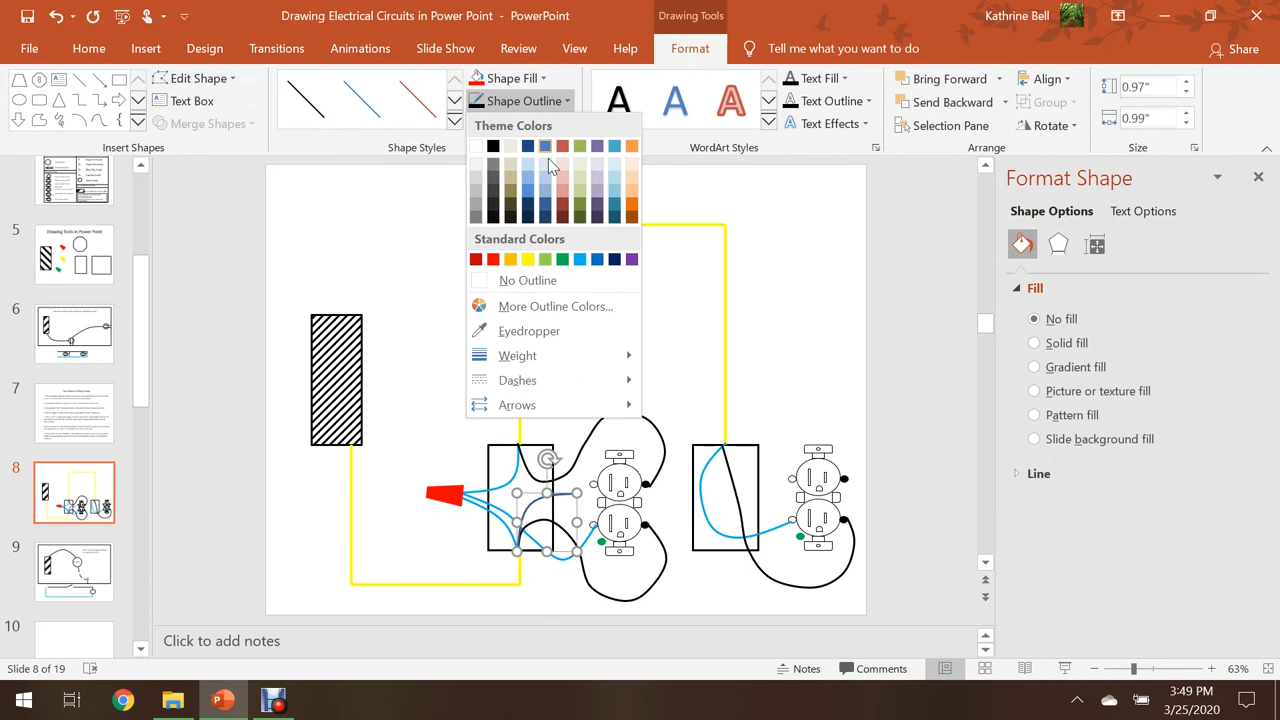 Drawing Electrical Circuits in Power Point - PowerPoint
Drawing Tools
Kathrine Bell
File Home Insert Design Transitions Animations Slide Show Review View Help Format Tell me what you want to do Share
Edit Shape
Text Box
Merge Shapes
Insert Shapes
Shape Styles
Shape Fill
Shape Outline
A A A
Text Fill
Text Outline
Text Effects
WordArt Styles
Bring Forward
Send Backward
Selection Pane
Align
Group
Rotate
Arrange
0.97"
0.99"
Size
Theme Colors
Standard Colors
No Outline
More Outline Colors...
Eyedropper
Weight
Dashes
Arrows
5
Drawing Tools in Power Point
6
7
8
9
10
Format Shape
Shape Options Text Options
Fill
No fill
Solid fill
Gradient fill
Picture or texture fill
Pattern fill
Slide background fill
Line
Click to add notes
Slide 8 of 19
Notes
Comments
63%
3:49 PM
3/25/2020